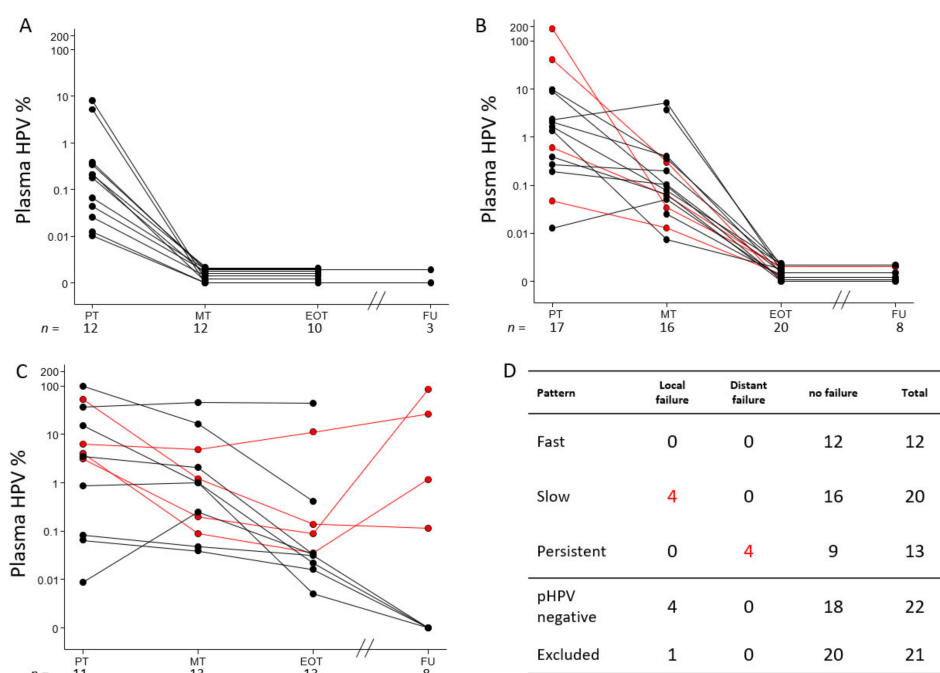 A
Plasma HPV %
200
100
10
1
0.1
0.01
0
PT MT EOT FU
n = 12 12 10 3
B
Plasma HPV %
200
100
10
1
0.1
0.01
0
PT MT EOT FU
n = 17 16 20 8
C
Plasma HPV %
200
100
10
1
0.1
0.01
0
PT MT EOT FU
n = 11 13 13 8
D
Pattern Local failure Distant failure no failure Total
Fast 0 0 12 12
Slow 4 0 16 20
Persistent 0 4 9 13
pHPV negative 4 0 18 22
Excluded 1 0 20 21